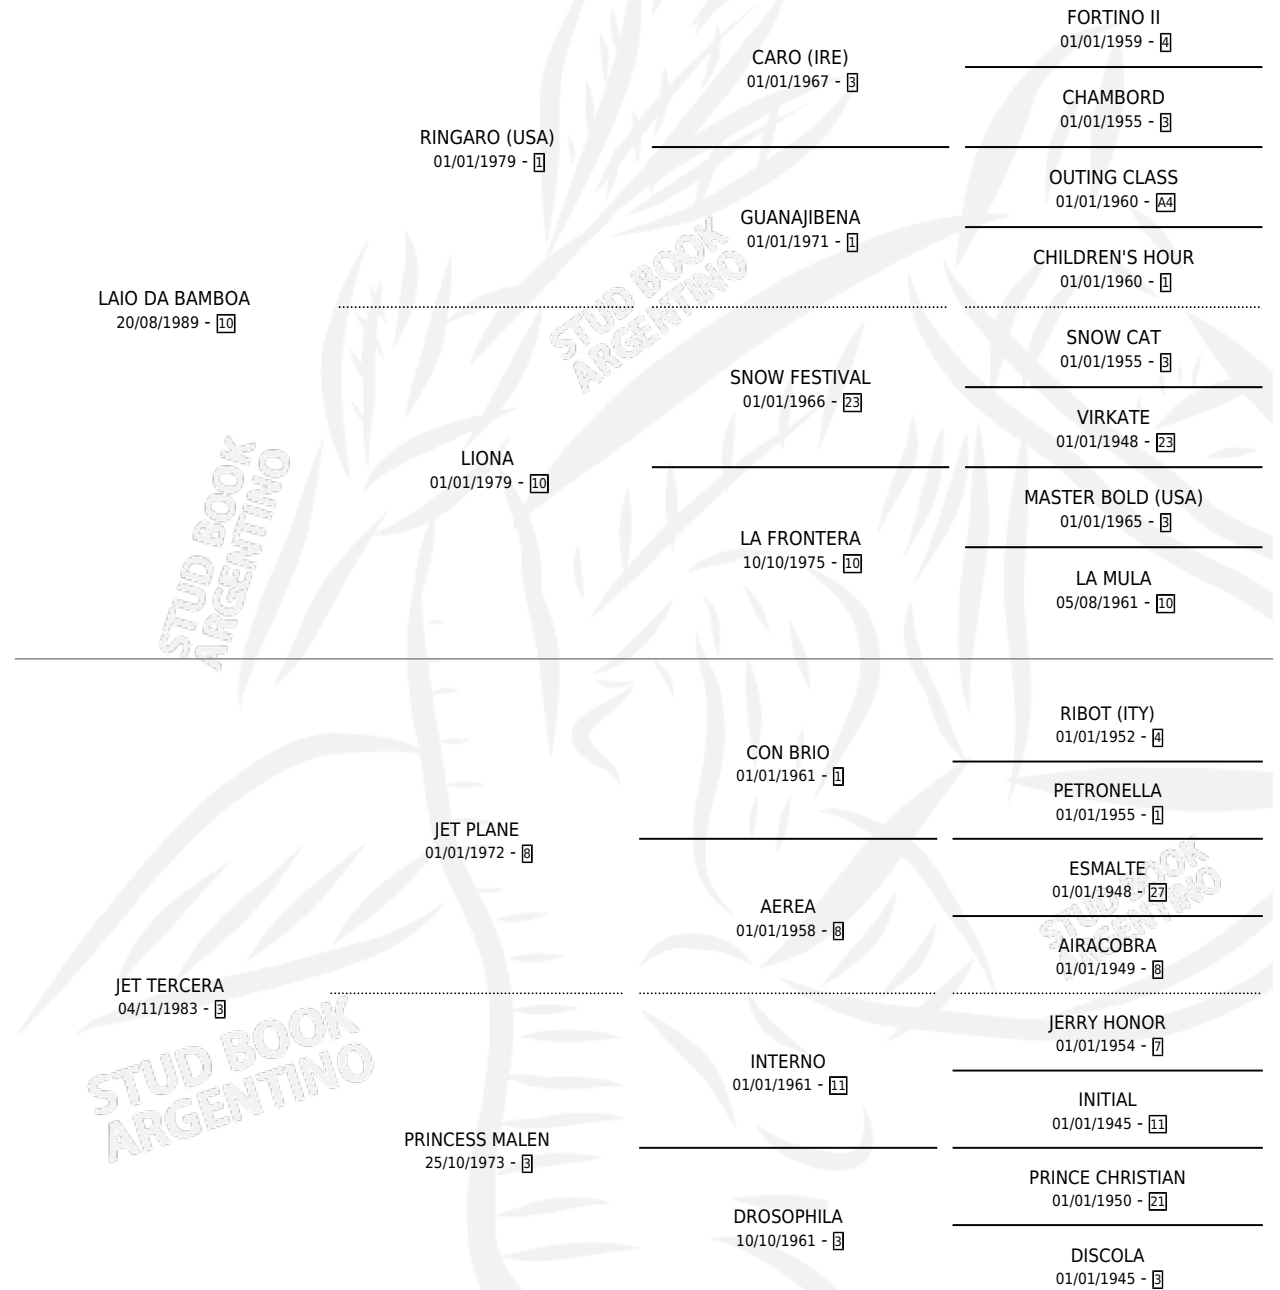 FORTINO II
01/01/1959 - 4
CARO (IRE)
01/01/1967 - 3
CHAMBORD
01/01/1955 - 3
RINGARO (USA)
01/01/1979 - 1
OUTING CLASS
01/01/1960 - A4
GUANAJIBENA
01/01/1971 - 1
CHILDREN'S HOUR
01/01/1960 - 1
LAIO DA BAMBOA
20/08/1989 - 10
SNOW CAT
01/01/1955 - 3
SNOW FESTIVAL
01/01/1966 - 23
VIRKATE
01/01/1948 - 23
LIONA
01/01/1979 - 10
MASTER BOLD (USA)
01/01/1965 - 3
LA FRONTERA
10/10/1975 - 10
LA MULA
05/08/1961 - 10
RIBOT (ITY)
01/01/1952 - 4
CON BRIO
01/01/1961 - 1
PETRONELLA
01/01/1955 - 1
JET PLANE
01/01/1972 - 8
ESMALTE
01/01/1948 - 27
AEREA
01/01/1958 - 8
AIRACOBRA
01/01/1949 - 8
JET TERCERA
04/11/1983 - 3
JERRY HONOR
01/01/1954 - 7
INTERNO
01/01/1961 - 11
INITIAL
01/01/1945 - 11
PRINCESS MALEN
25/10/1973 - 3
PRINCE CHRISTIAN
01/01/1950 - 21
DROSOPHILA
10/10/1961 - 3
DISCOLA
01/01/1945 - 3
STUD BOOK
ARGENTINO
STUD BOOK
ARGENTINO
STUD BOOK
ARGENTINO
STUD BOOK
ARGENTINO